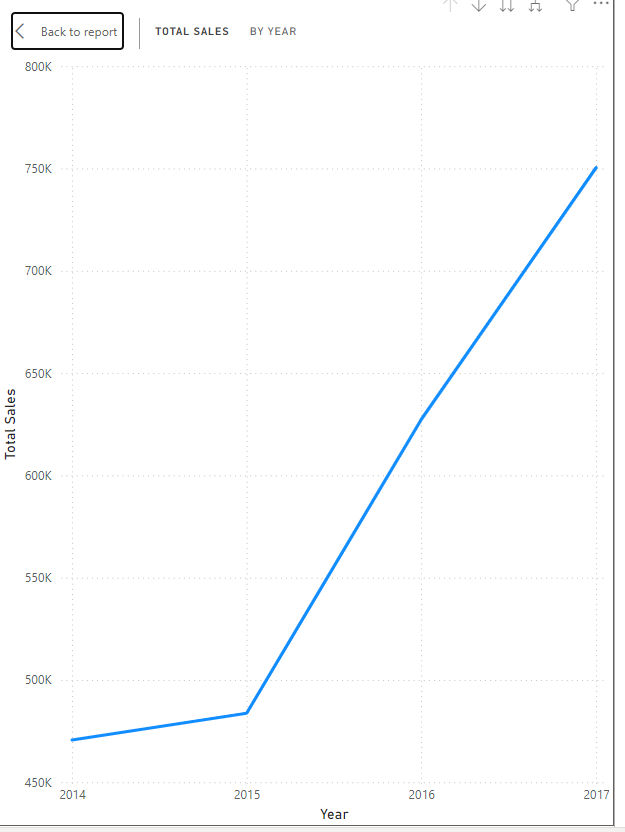 Back to report
TOTAL SALES
BY YEAR
800K
750K
700K
650K
600K
550K
500K
450K
Total Sales
2014
2015
2016
2017
Year